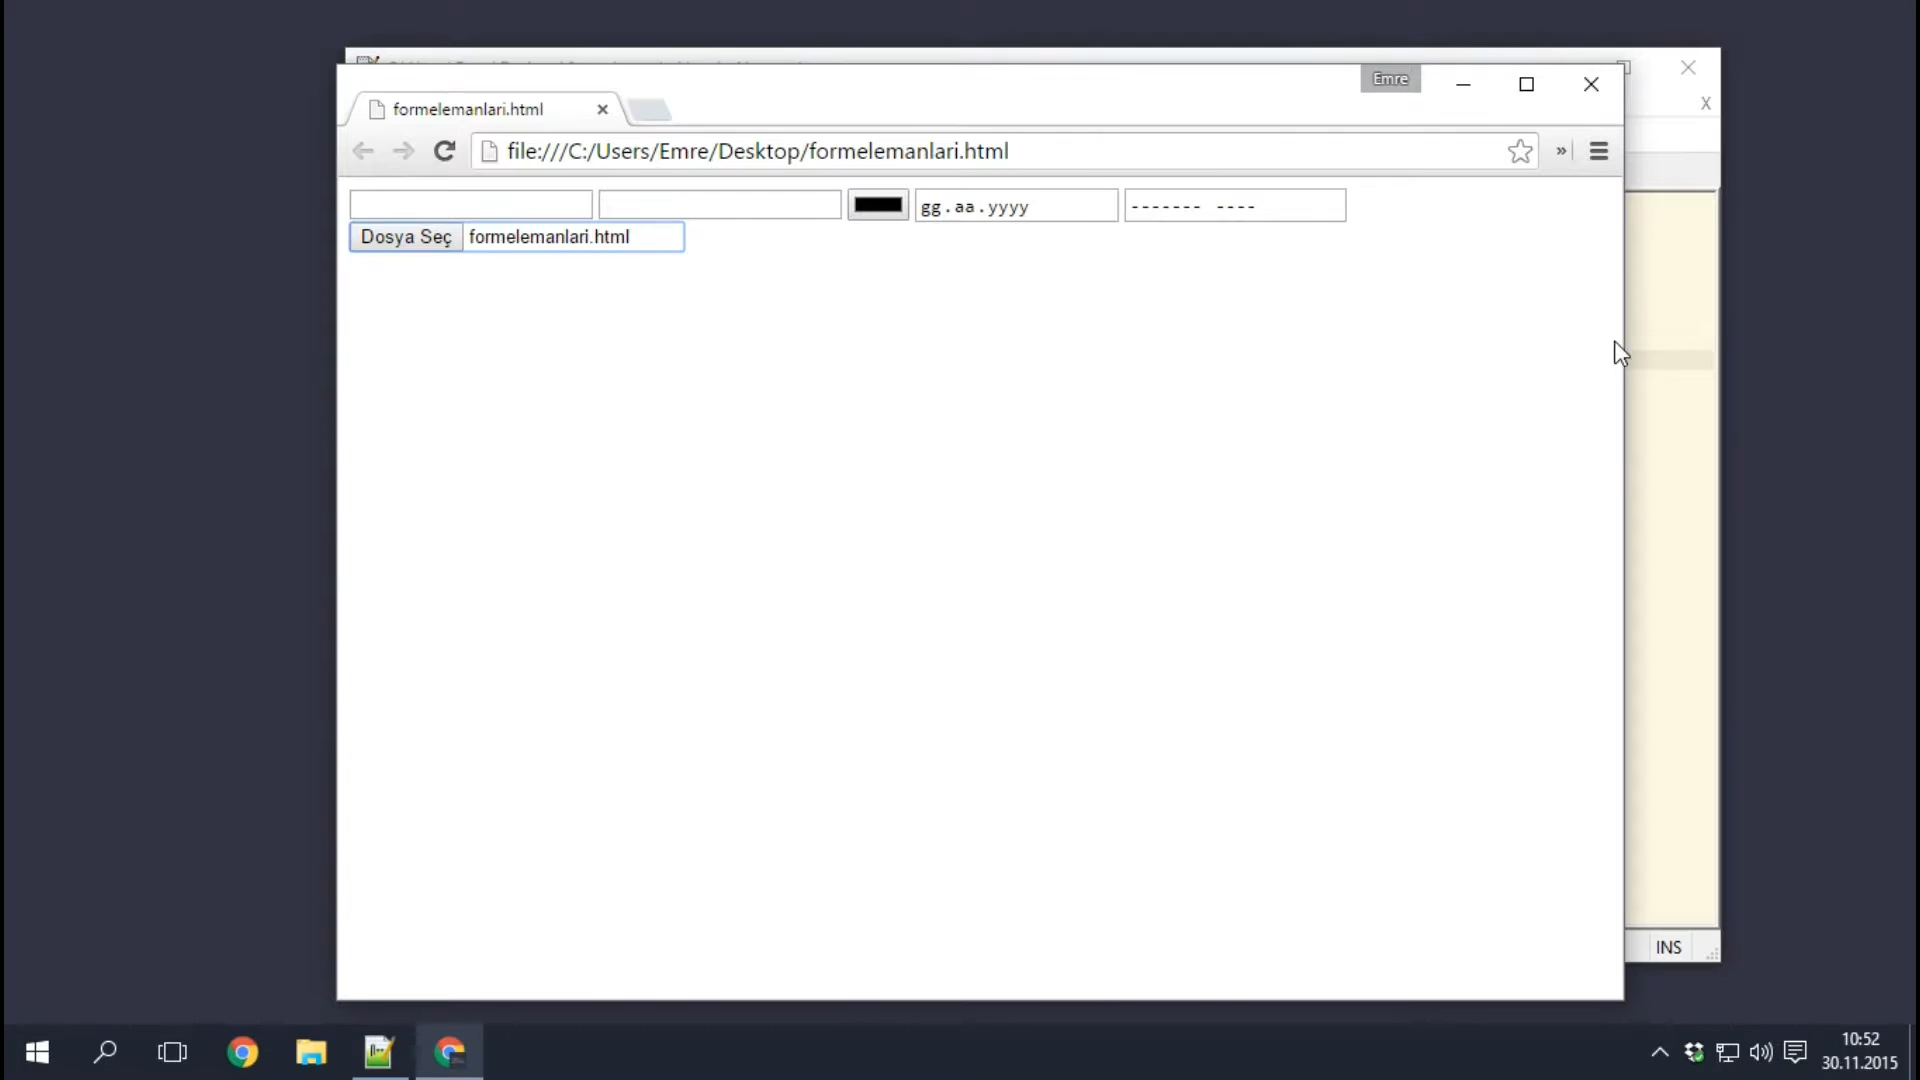 Emre
formelemanlari.html
X
file:///C:/Users/Emre/Desktop/formelemanlari.html
gg.aa.yyyy
------- ----
Dosya Seç formelemanlari.html
INS
10:52
30.11.2015